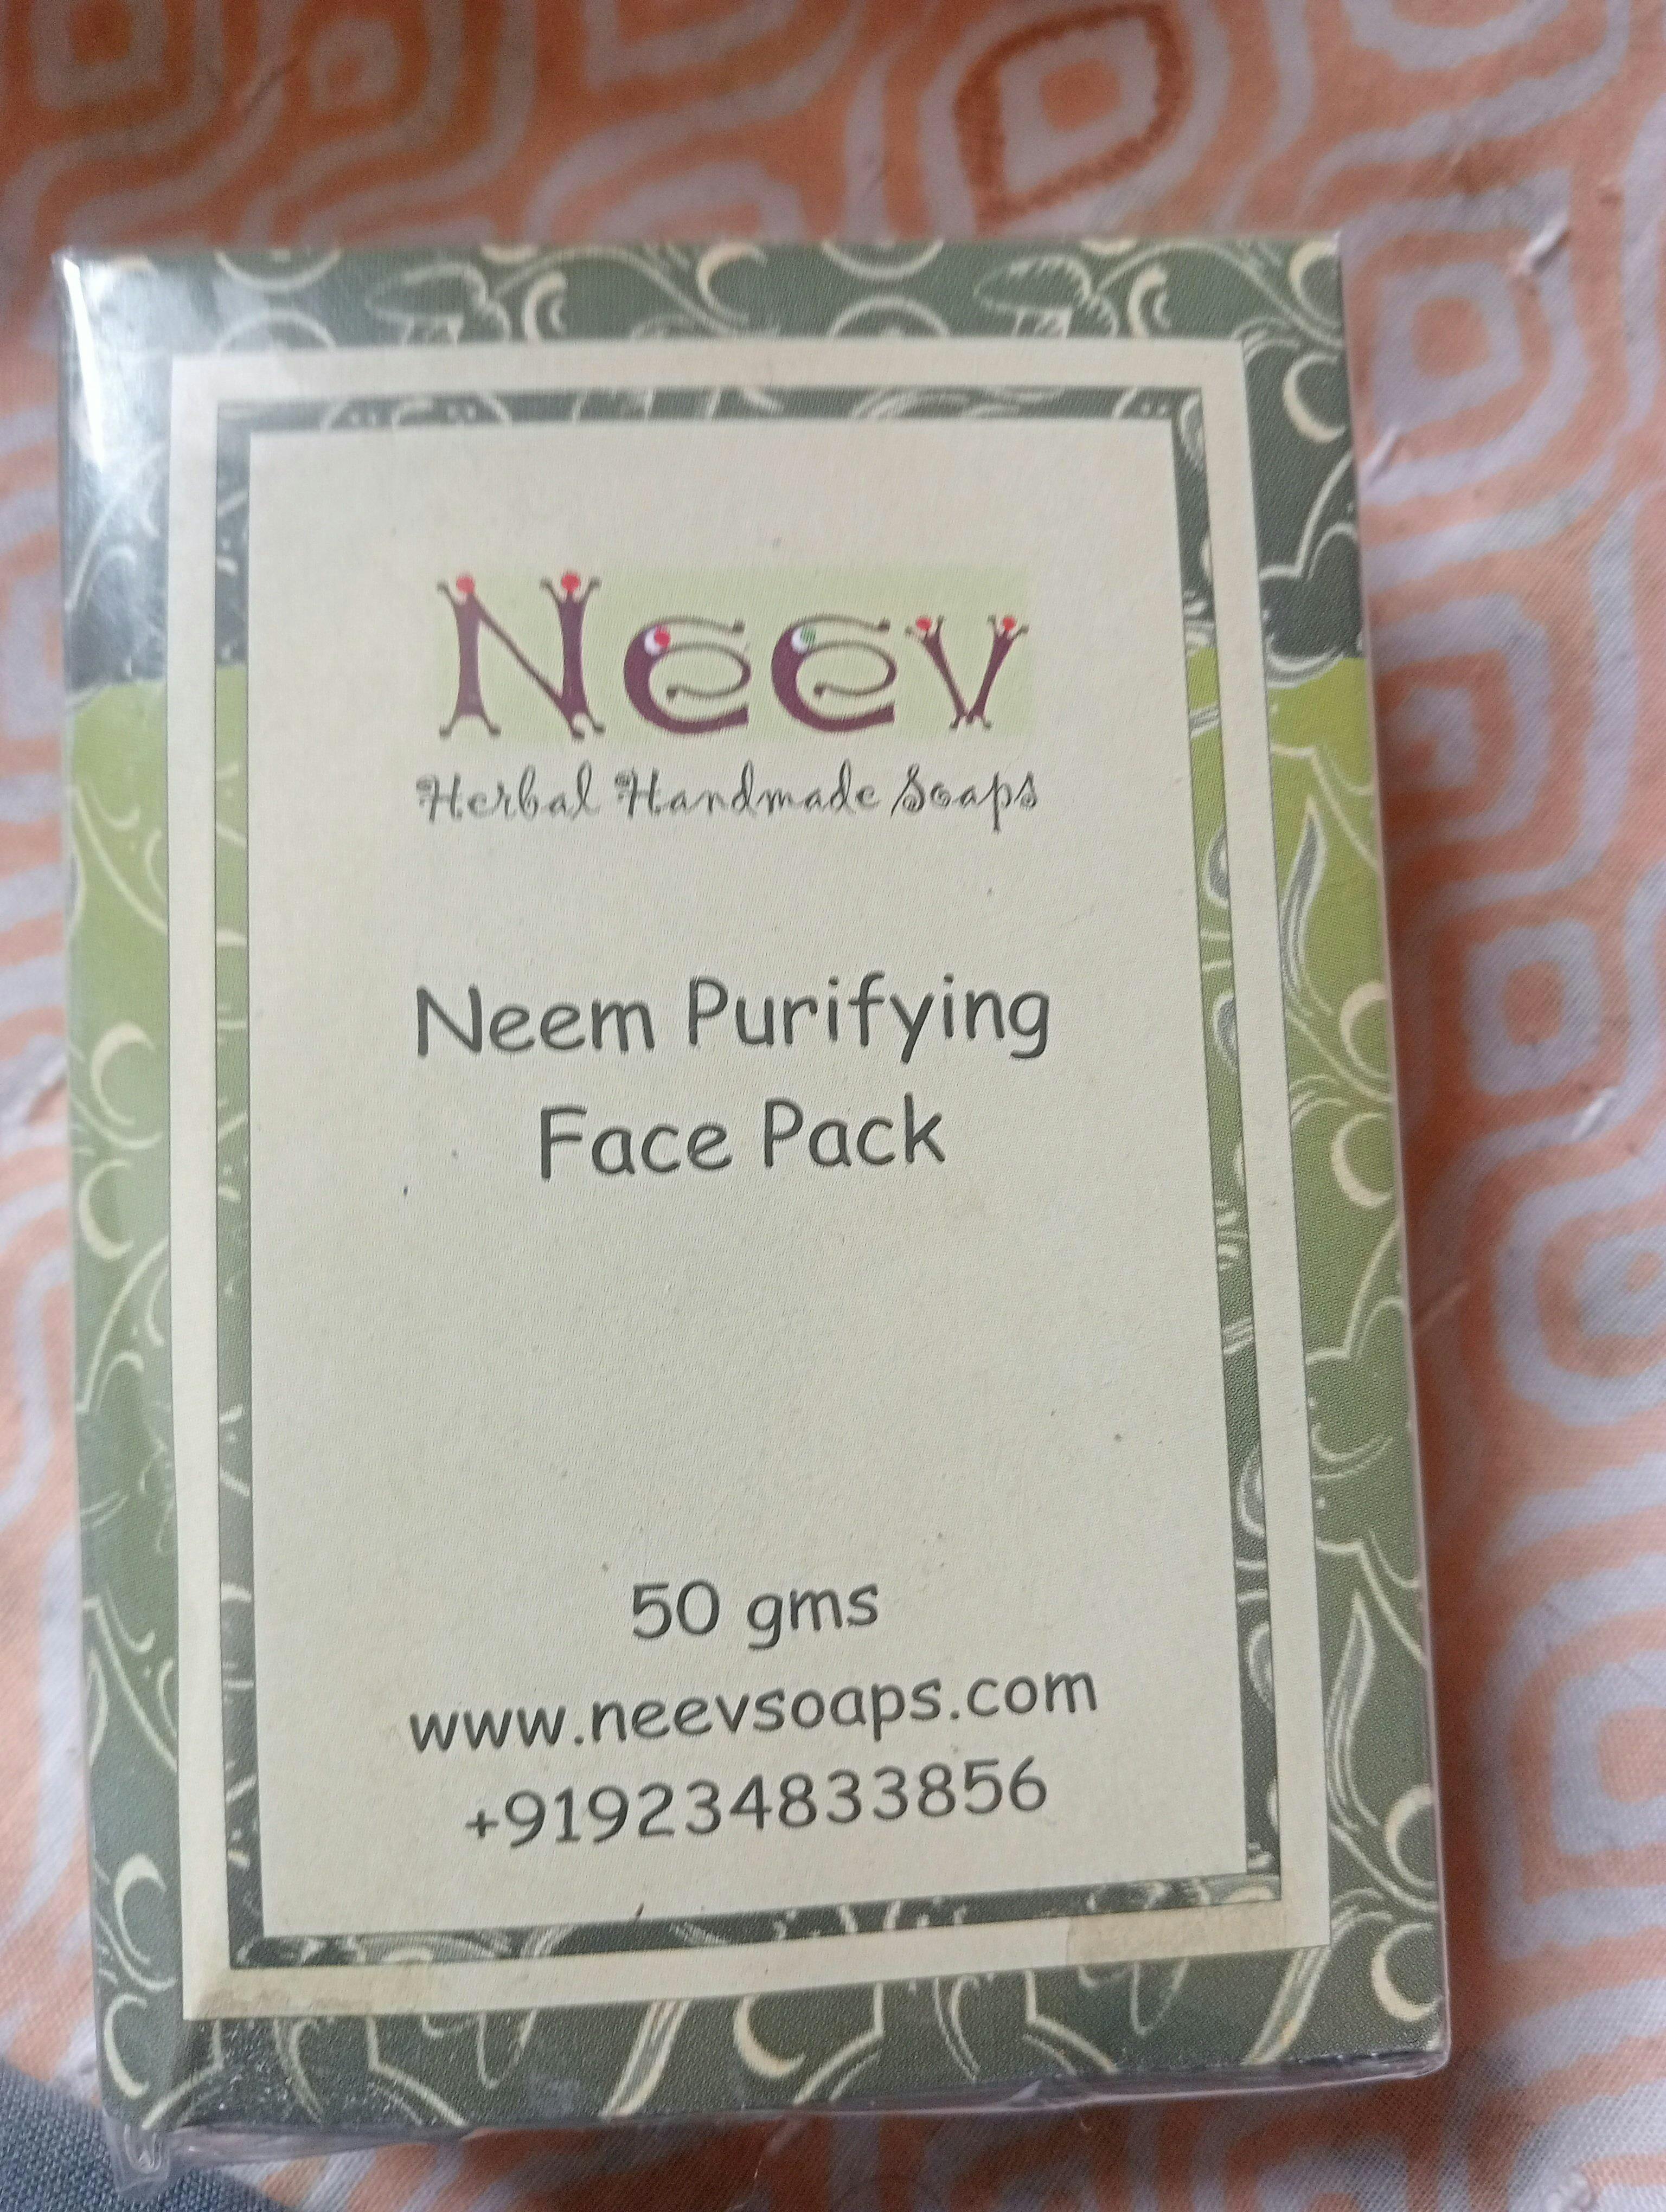 Neev
Herbal Handmade Soaps
Neem Purifying
Face Pack
50 gms
www.neevsoaps.com
+919234833856